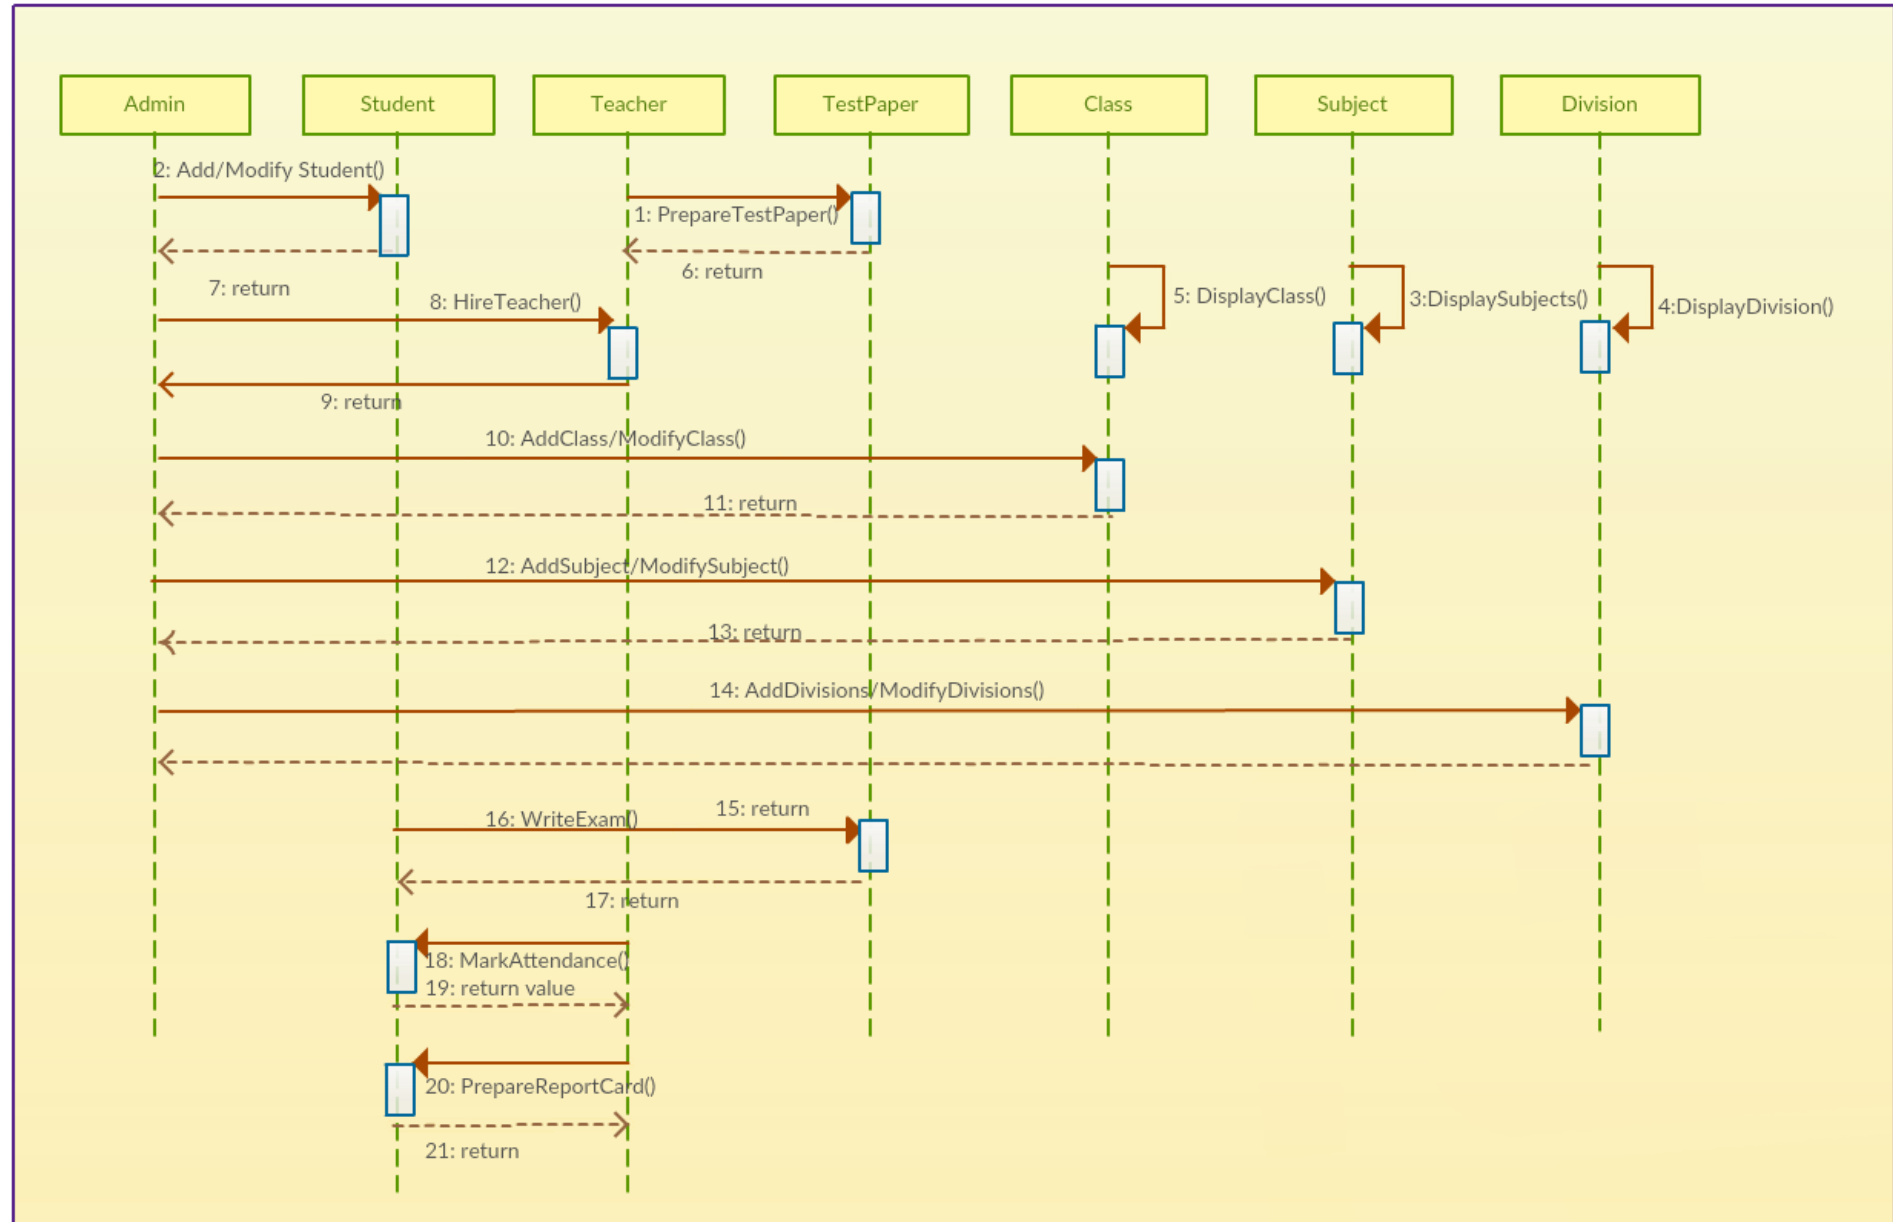 Admin
Student
Teacher
TestPaper
Class
Subject
Division
2: Add/Modify Student()
1: PrepareTestPaper()
6: return
7: return
8: HireTeacher()
5: DisplayClass()
3:DisplaySubjects()
4:DisplayDivision()
9: return
10: AddClass/ModifyClass()
11: return
12: AddSubject/ModifySubject()
13: return
14: AddDivisions/ModifyDivisions()
15: return
16: WriteExam()
17: return
18: MarkAttendance()
19: return value
20: PrepareReportCard()
21: return